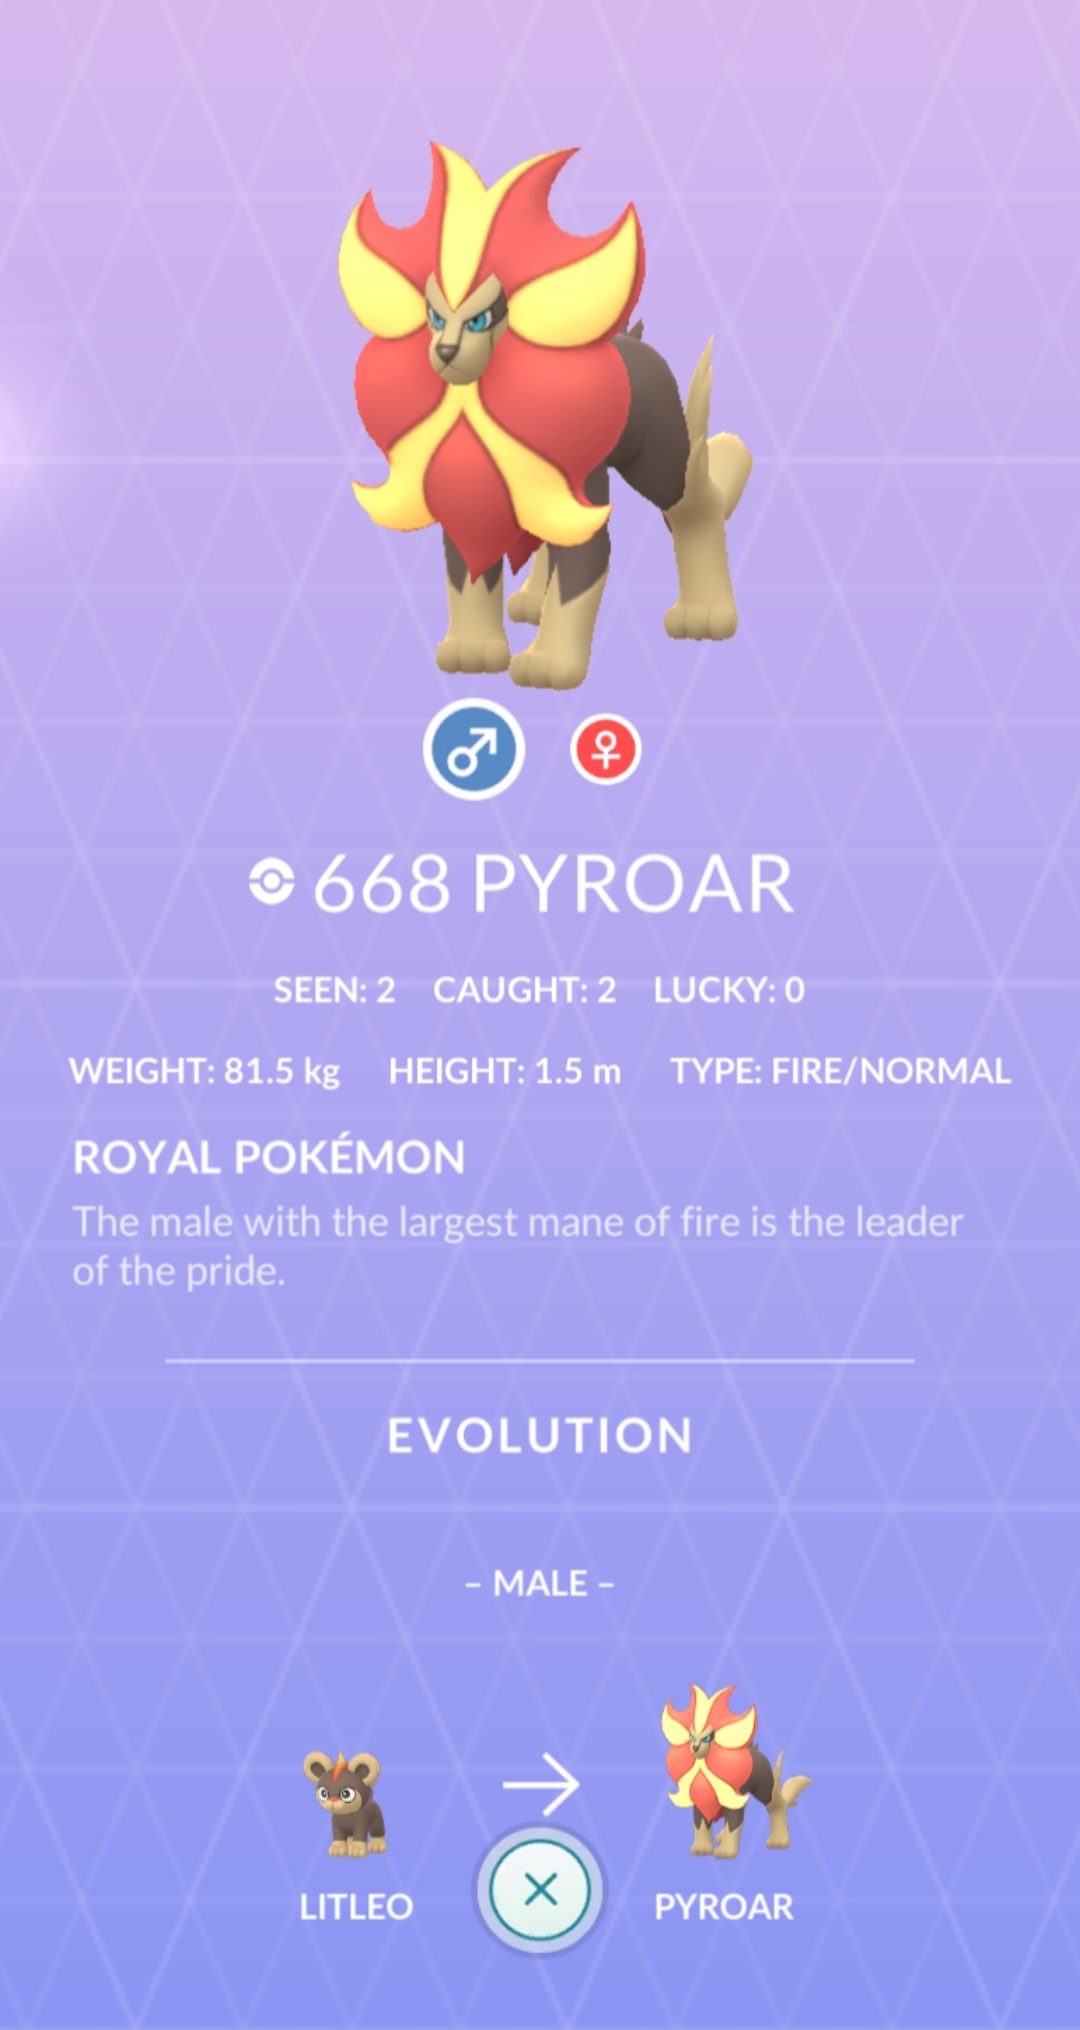 668 PYROAR
SEEN: 2 CAUGHT: 2 LUCKY: 0
WEIGHT: 81.5 kg HEIGHT: 1.5 m TYPE: FIRE/NORMAL
ROYAL POKÉMON
The male with the largest mane of fire is the leader
of the pride.
EVOLUTION
– MALE –
LITLEO PYROAR